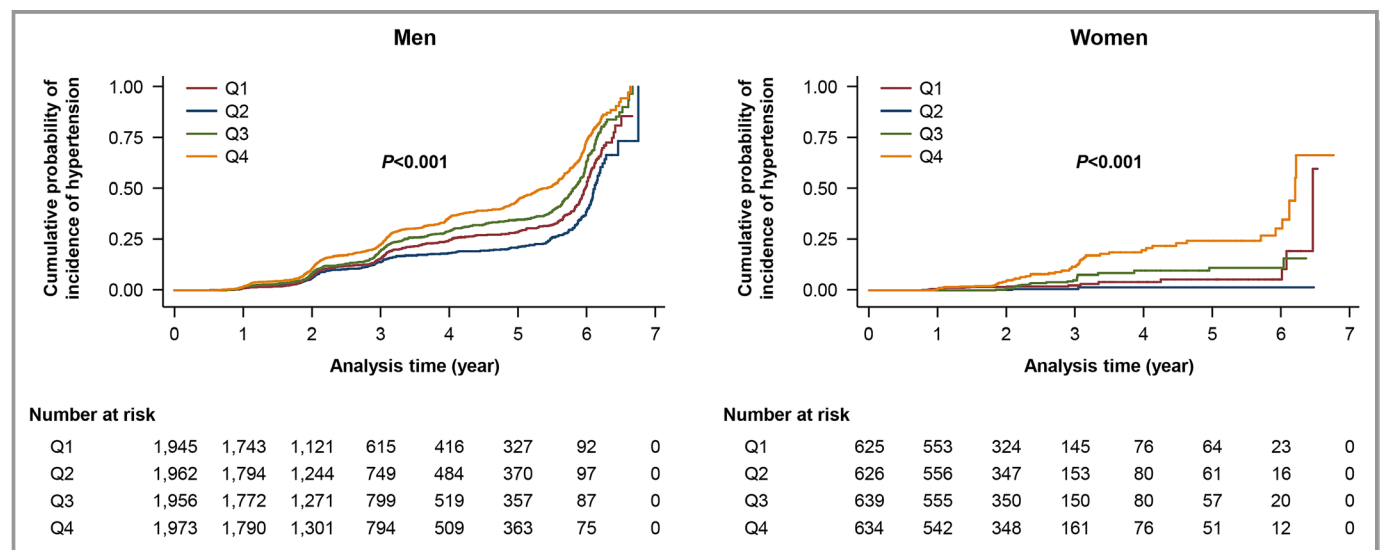 Men
Cumulative probability of
incidence of hypertension
1.00
0.75
0.50
0.25
0.00
Q1
Q2
Q3
Q4
P<0.001
0 1 2 3 4 5 6 7
Analysis time (year)
Number at risk
Q1 1,945 1,743 1,121 615 416 327 92 0
Q2 1,962 1,794 1,244 749 484 370 97 0
Q3 1,956 1,772 1,271 799 519 357 87 0
Q4 1,973 1,790 1,301 794 509 363 75 0
Women
Cumulative probability of
incidence of hypertension
1.00
0.75
0.50
0.25
0.00
Q1
Q2
Q3
Q4
P<0.001
0 1 2 3 4 5 6 7
Analysis time (year)
Number at risk
Q1 625 553 324 145 76 64 23 0
Q2 626 556 347 153 80 61 16 0
Q3 639 555 350 150 80 57 20 0
Q4 634 542 348 161 76 51 12 0